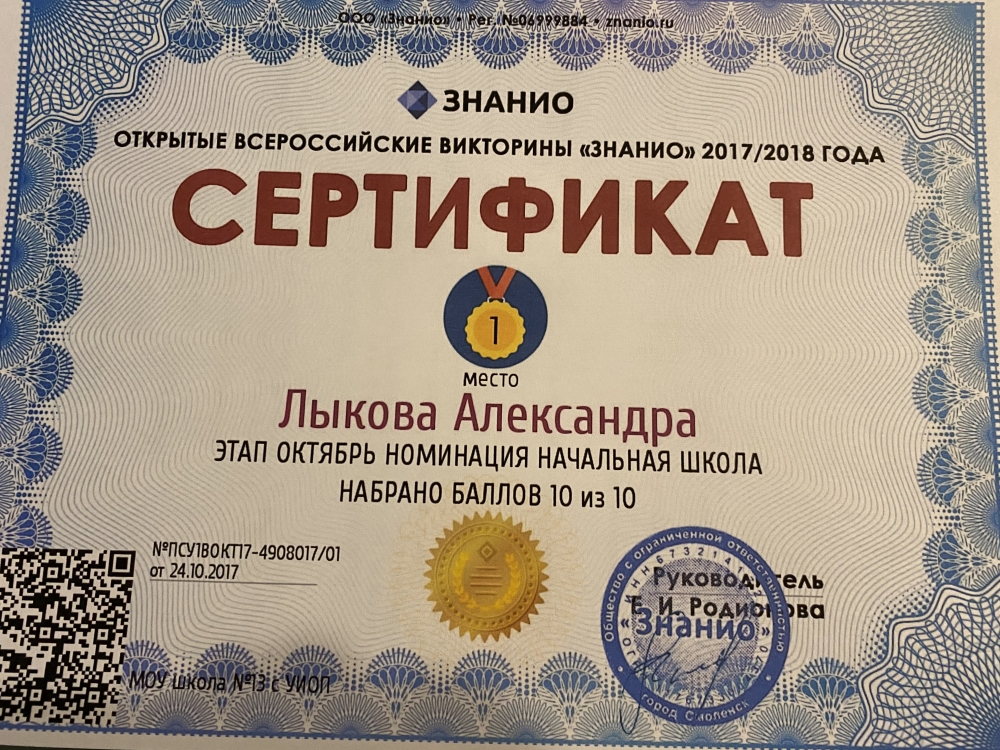 ООО «Знанио» • Рег. №06999884 • znanio.ru
ЗНАНИО
ОТКРЫТЫЕ ВСЕРОССИЙСКИЕ ВИКТОРИНЫ «ЗНАНИО» 2017/2018 ГОДА
СЕРТИФИКАТ
1
место
Лыкова Александра
ЭТАП ОКТЯБРЬ НОМИНАЦИЯ НАЧАЛЬНАЯ ШКОЛА
НАБРАНО БАЛЛОВ 10 из 10
№ПСУ1ВОКТ17-4908017/01
от 24.10.2017
Руководитель
Е. И. Родионова
Общество с ограниченной ответственностью
«Знанио»
город Смоленск
МОУ школа №13 с УИОП